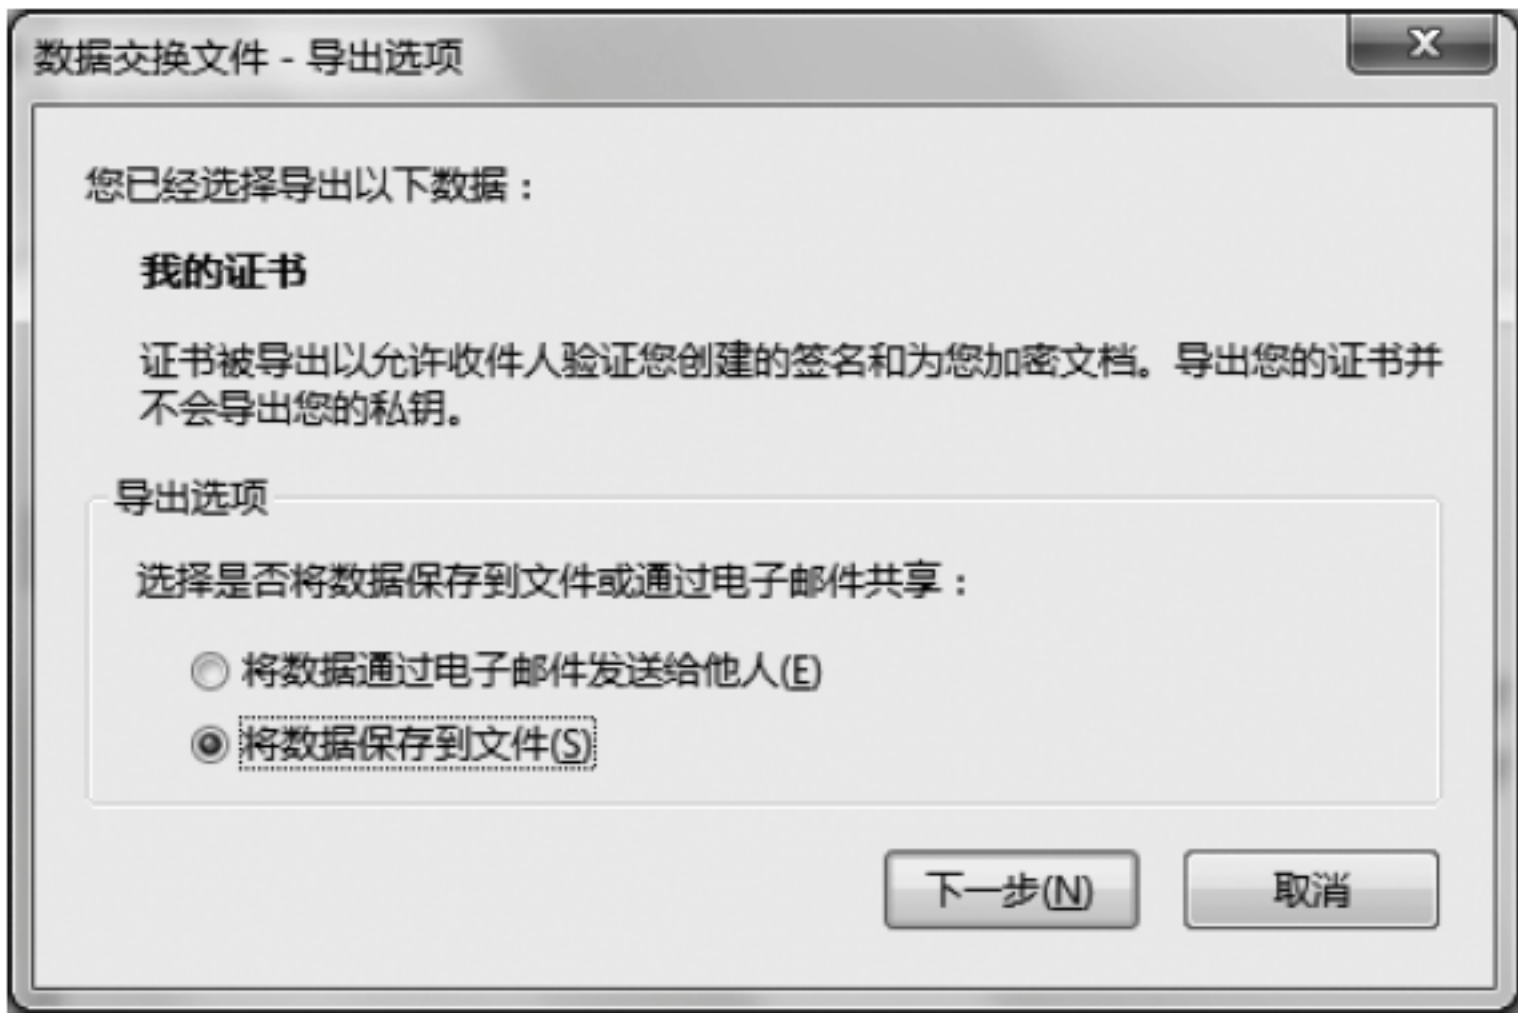 数据交换文件 - 导出选项
您已经选择导出以下数据：
我的证书
证书被导出以允许收件人验证您创建的签名和为您加密文档。导出您的证书并
不会导出您的私钥。
导出选项
选择是否将数据保存到文件或通过电子邮件共享：
将数据通过电子邮件发送给他人(E)
将数据保存到文件(S)
下一步(N) 取消